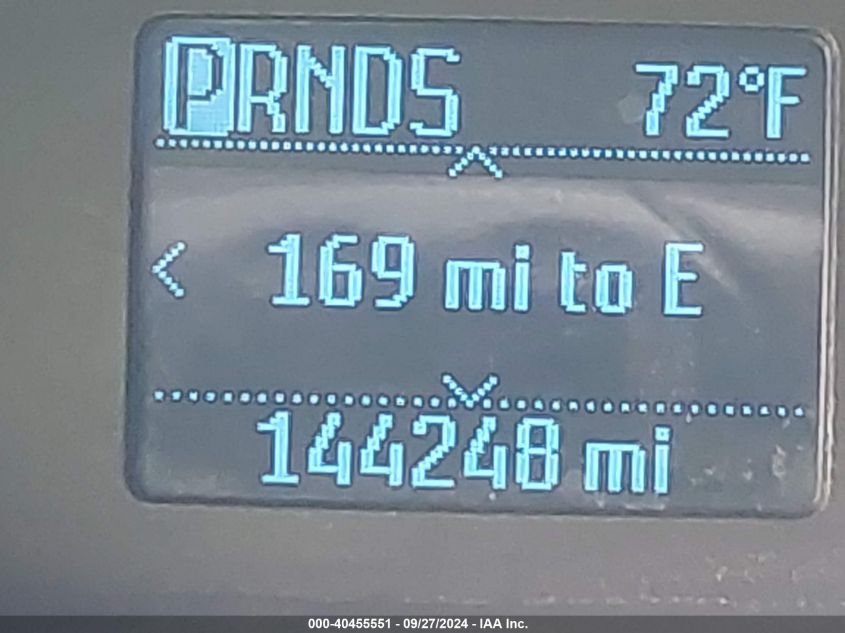 PRNDS 72°F
169 mi to E
144248 mi
000-40455551 - 09/27/2024 - IAA Inc.